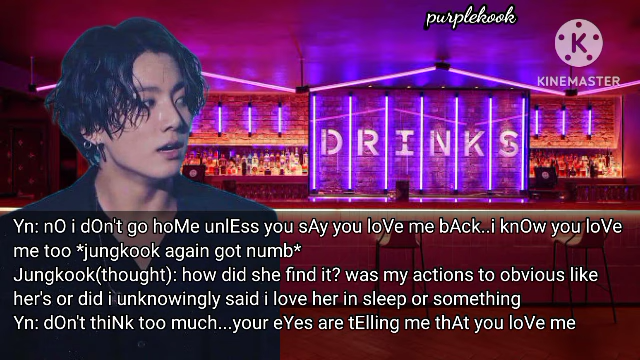 purplekook
KINEMASTER
DRINKS
Yn: nO i dOn't go hoMe unlEss you sAy you loVe me bAck..i knOw you loVe
me too *jungkook again got numb*
Jungkook(thought): how did she find it? was my actions to obvious like
her's or did i unknowingly said i love her in sleep or something
Yn: dOn't thiNk too much...your eYes are tElling me thAt you loVe me